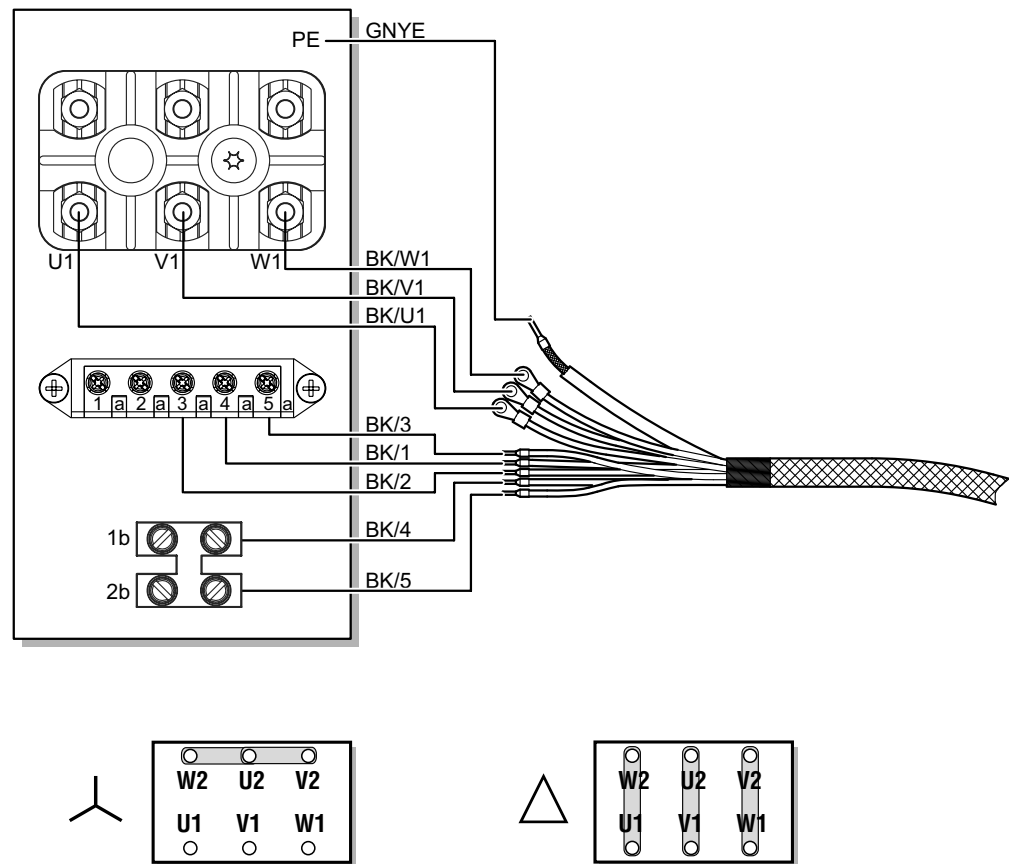 PE GNYE
U1 V1 W1
BK/W1
BK/V1
BK/U1
1 a 2 a 3 a 4 a 5 a
BK/3
BK/1
BK/2
1b BK/4
2b BK/5
W2 U2 V2
U1 V1 W1
W2 U2 V2
U1 V1 W1